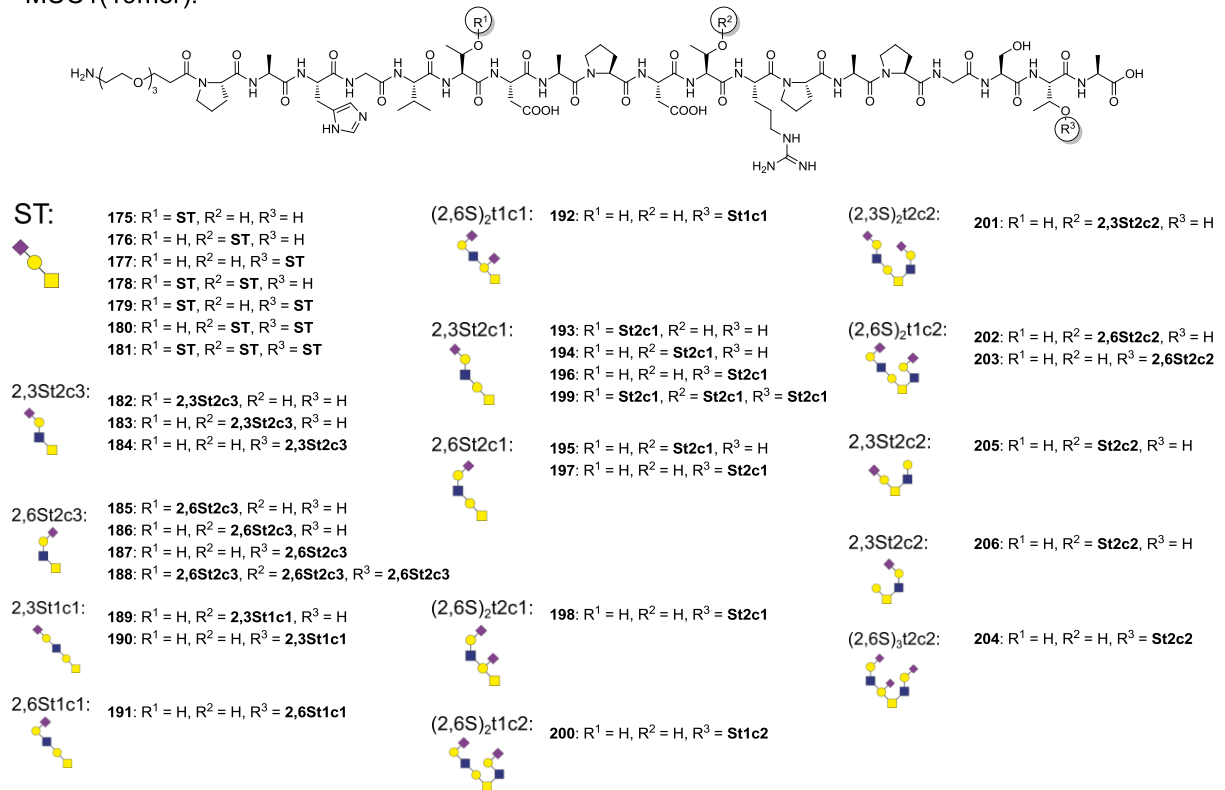 MUC1(19mer):
R¹ R²
O O OH
H₂N O 3 O N O H N O N H O H N O N H O H N O N H O N O H N O N H O H N O N O H N O N O H N O N H O H N O N H OH O
HN N COOH COOH NH H₂N NH O R³
ST:
175: R¹ = ST, R² = H, R³ = H
176: R¹ = H, R² = ST, R³ = H
177: R¹ = H, R² = H, R³ = ST
178: R¹ = ST, R² = ST, R³ = H
179: R¹ = ST, R² = H, R³ = ST
180: R¹ = H, R² = ST, R³ = ST
181: R¹ = ST, R² = ST, R³ = ST
2,3St2c3:
182: R¹ = 2,3St2c3, R² = H, R³ = H
183: R¹ = H, R² = 2,3St2c3, R³ = H
184: R¹ = H, R² = H, R³ = 2,3St2c3
2,6St2c3:
185: R¹ = 2,6St2c3, R² = H, R³ = H
186: R¹ = H, R² = 2,6St2c3, R³ = H
187: R¹ = H, R² = H, R³ = 2,6St2c3
188: R¹ = 2,6St2c3, R² = 2,6St2c3, R³ = 2,6St2c3
2,3St1c1:
189: R¹ = H, R² = 2,3St1c1, R³ = H
190: R¹ = H, R² = H, R³ = 2,3St1c1
2,6St1c1:
191: R¹ = H, R² = H, R³ = 2,6St1c1
(2,6S)₂t1c1:
192: R¹ = H, R² = H, R³ = St1c1
2,3St2c1:
193: R¹ = St2c1, R² = H, R³ = H
194: R¹ = H, R² = St2c1, R³ = H
196: R¹ = H, R² = H, R³ = St2c1
199: R¹ = St2c1, R² = St2c1, R³ = St2c1
2,6St2c1:
195: R¹ = H, R² = St2c1, R³ = H
197: R¹ = H, R² = H, R³ = St2c1
(2,6S)₂t2c1:
198: R¹ = H, R² = H, R³ = St2c1
(2,6S)₂t1c2:
200: R¹ = H, R² = H, R³ = St1c2
(2,3S)₂t2c2:
201: R¹ = H, R² = 2,3St2c2, R³ = H
(2,6S)₂t1c2:
202: R¹ = H, R² = 2,6St2c2, R³ = H
203: R¹ = H, R² = H, R³ = 2,6St2c2
2,3St2c2:
205: R¹ = H, R² = St2c2, R³ = H
2,3St2c2:
206: R¹ = H, R² = St2c2, R³ = H
(2,6S)₃t2c2:
204: R¹ = H, R² = H, R³ = St2c2